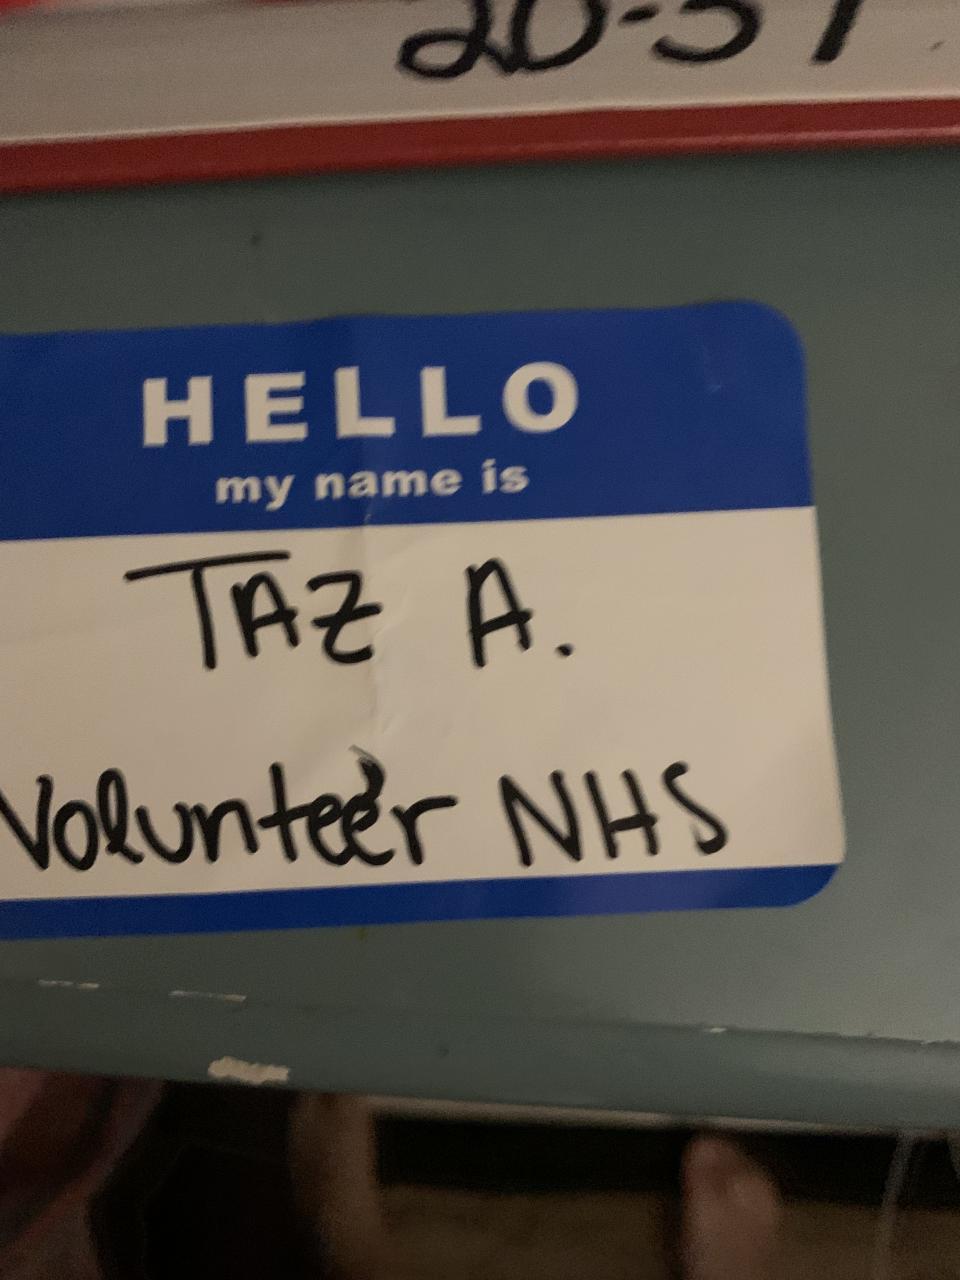 HELLO
my name is
TAZ A.
Volunteer NHS